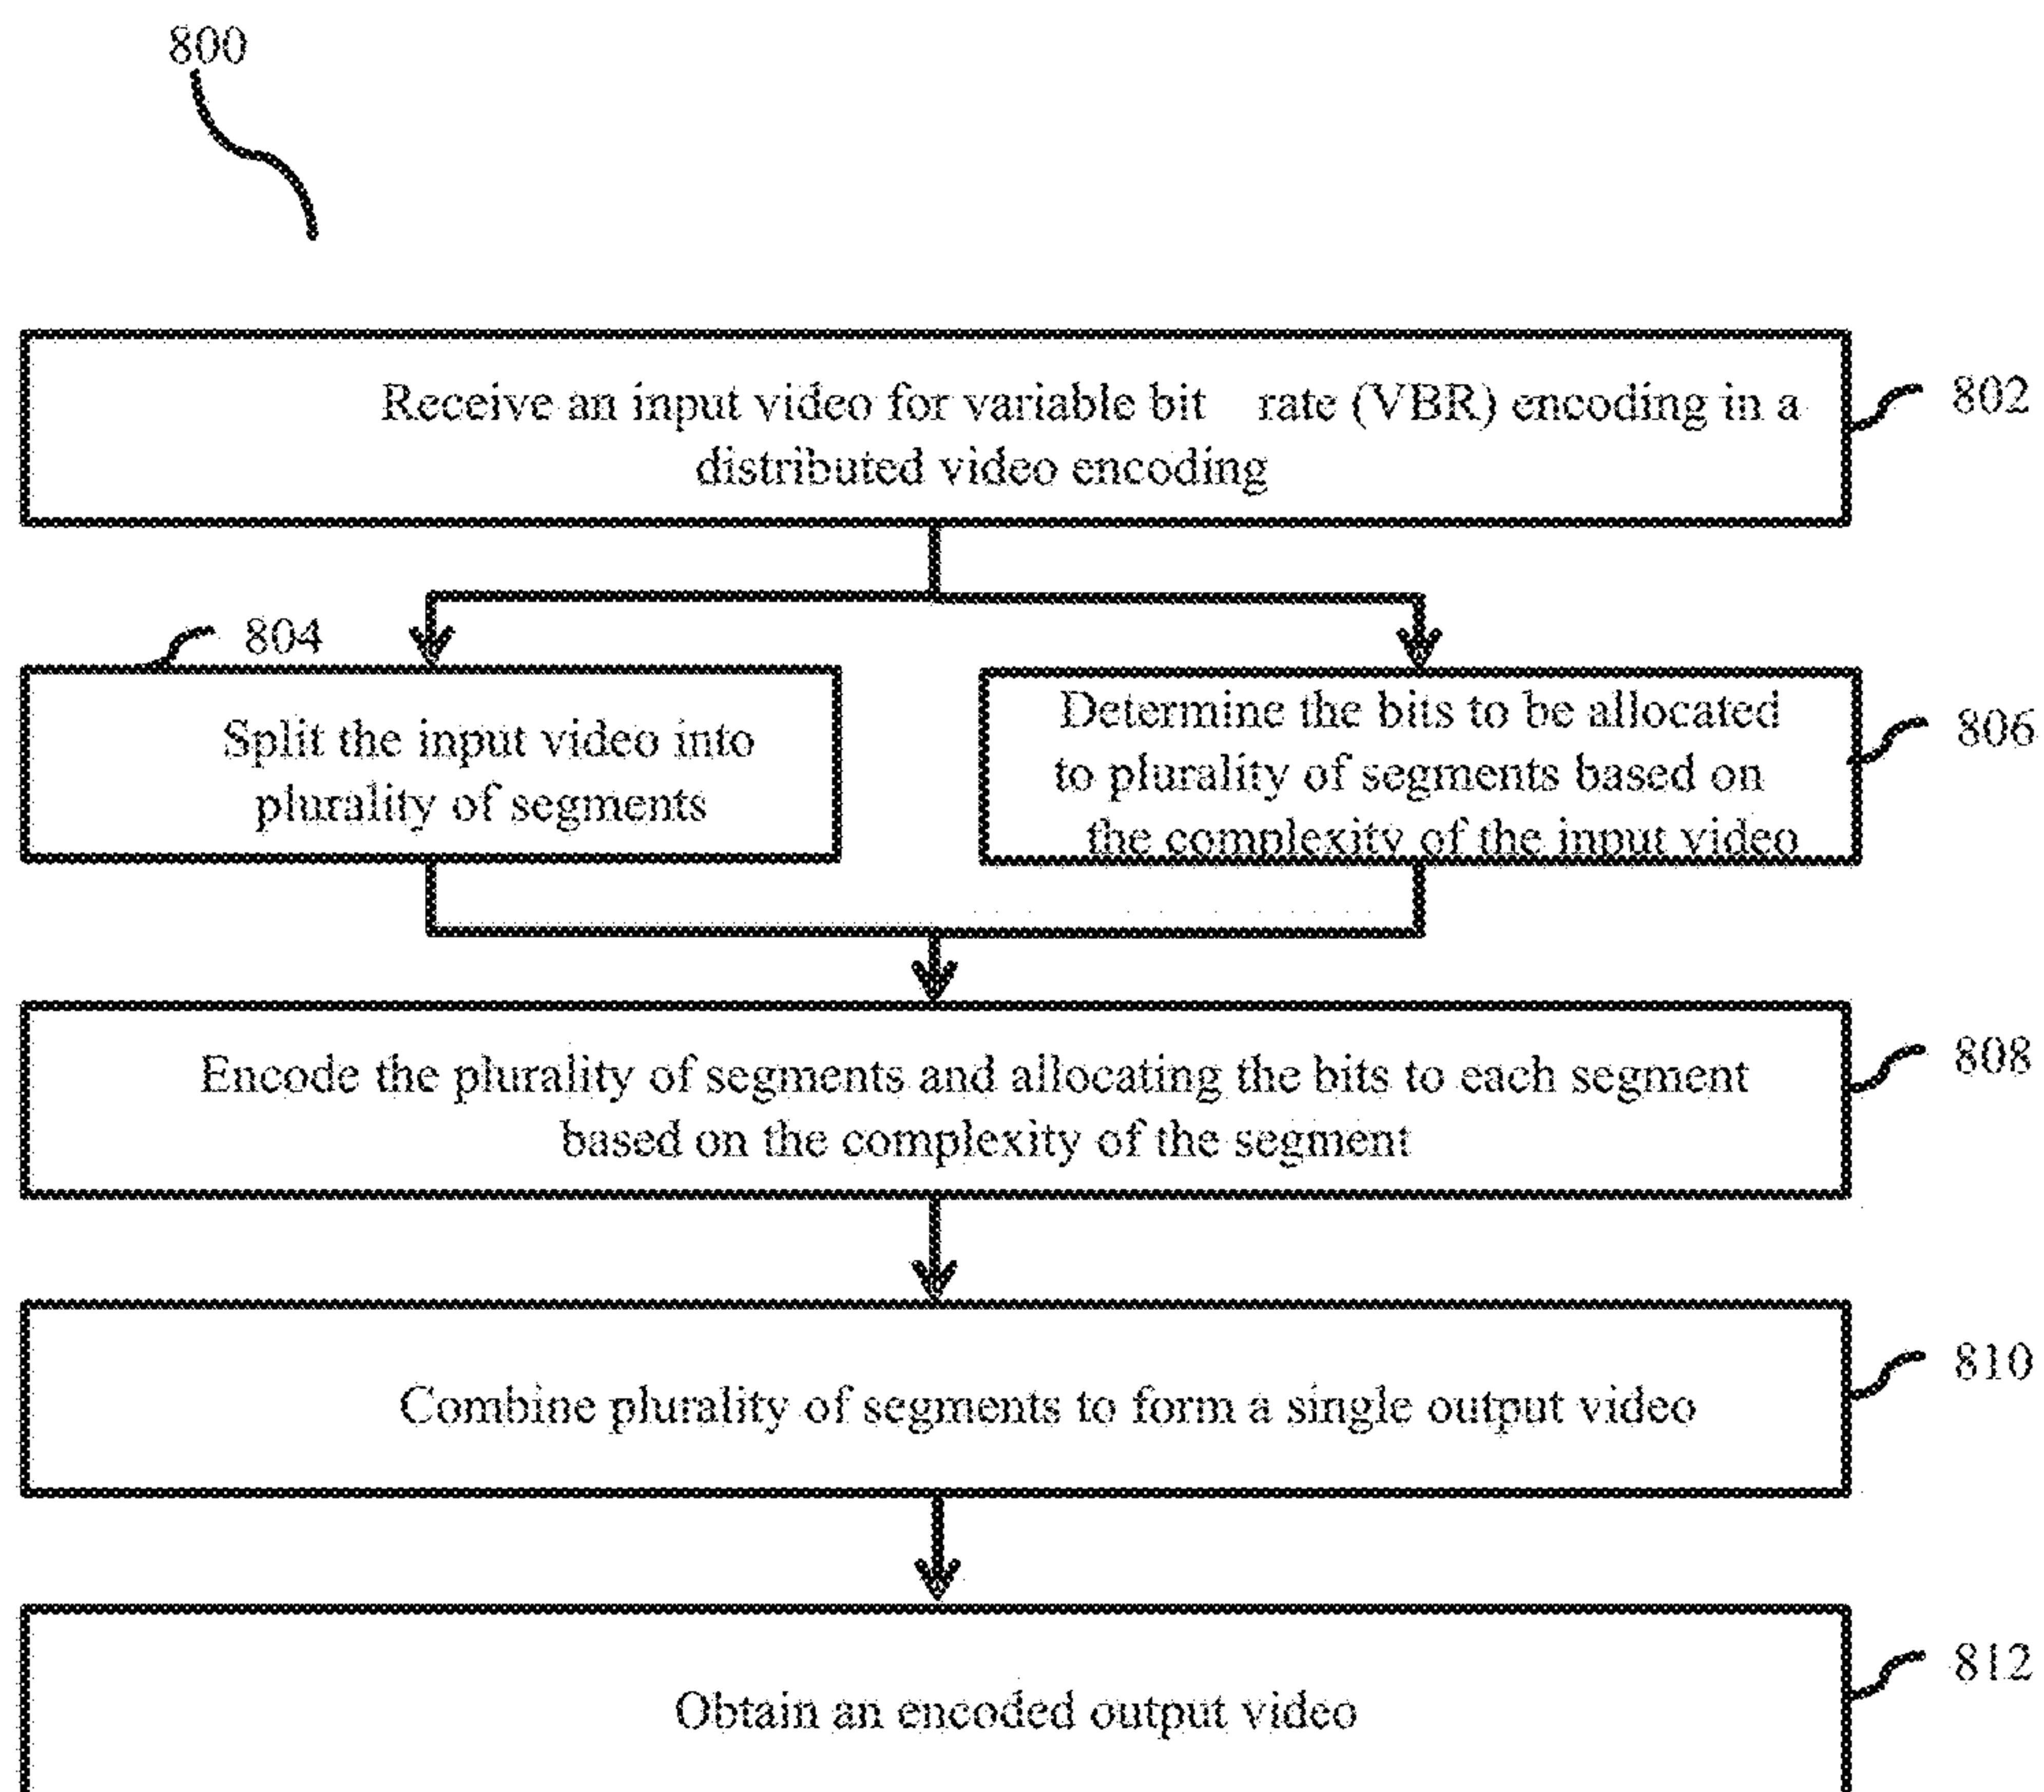 800
Receive an input video for variable bit rate (VBR) encoding in a
distributed video encoding
802
804
Split the input video into
plurality of segments
Determine the bits to be allocated
to plurality of segments based on
the complexity of the input video
806
Encode the plurality of segments and allocating the bits to each segment
based on the complexity of the segment
808
Combine plurality of segments to form a single output video
810
Obtain an encoded output video
812